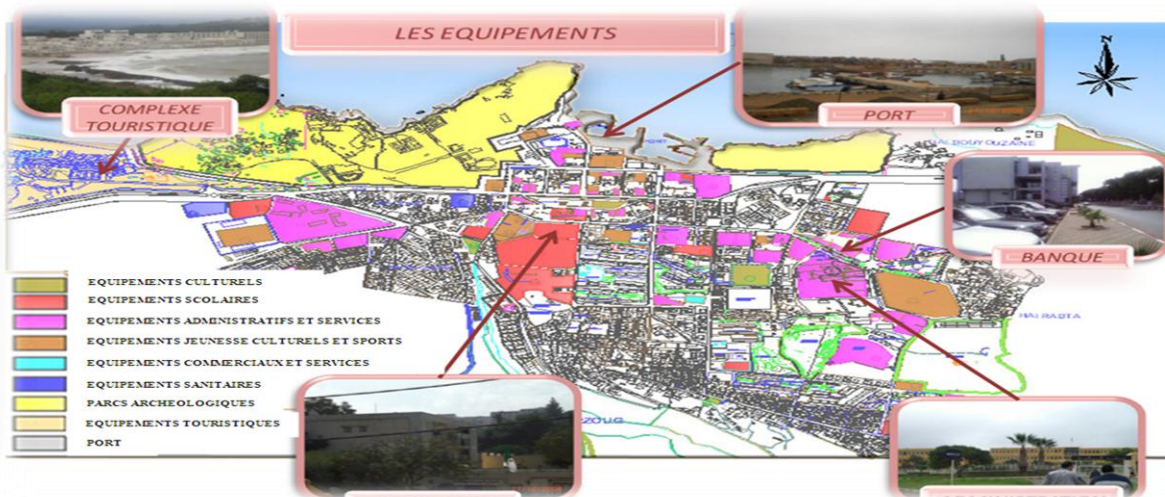 LES EQUIPEMENTS
N
COMPLEXE
TOURISTIQUE
PORT
BANQUE
EQUIPEMENTS CULTURELS
EQUIPEMENTS SCOLAIRES
EQUIPEMENTS ADMINISTRATIFS ET SERVICES
EQUIPEMENTS JEUNESSE CULTURELS ET SPORTS
EQUIPEMENTS COMMERCIAUX ET SERVICES
EQUIPEMENTS SANITAIRES
PARCS ARCHEOLOGIQUES
EQUIPEMENTS TOURISTIQUES
PORT